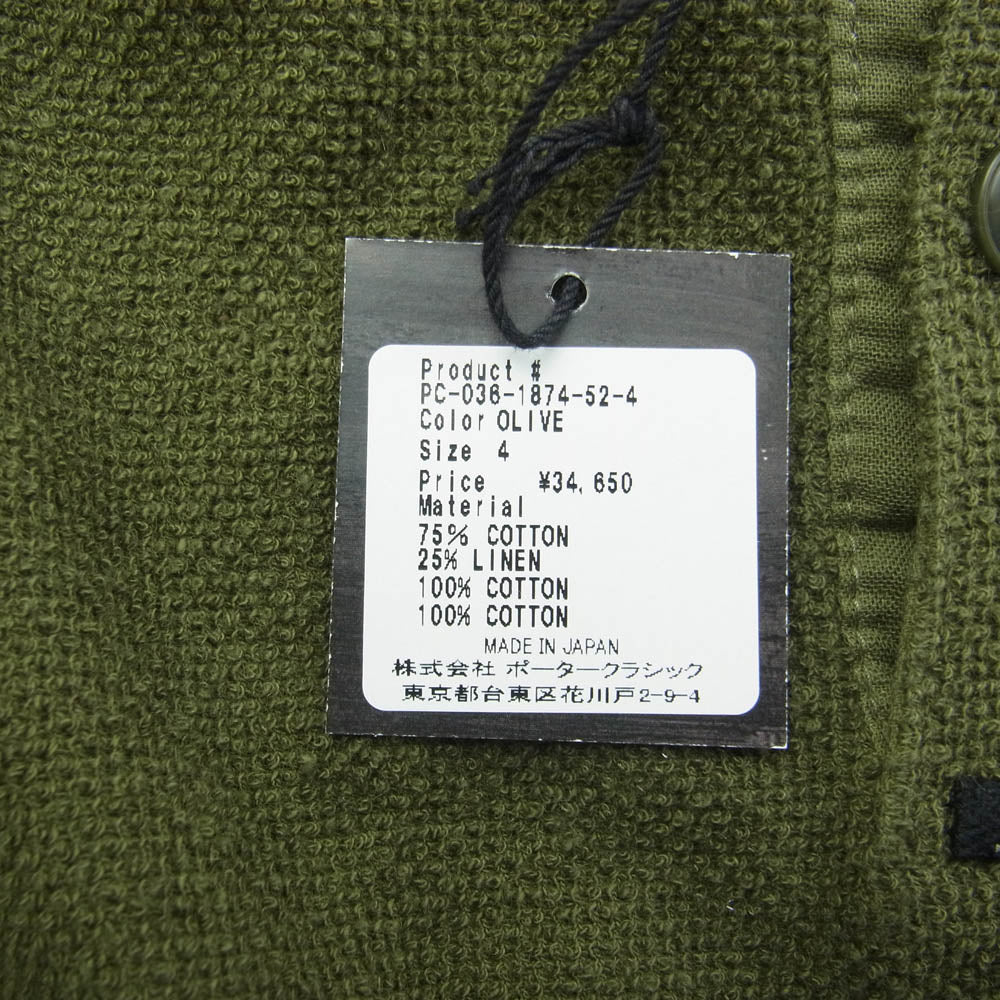 Product #
PC-036-1874-52-4
Color OLIVE
Size 4
Price ¥34,650
Material
75% COTTON
25% LINEN
100% COTTON
100% COTTON
MADE IN JAPAN
株式会社 ポータークラシック
東京都台東区花川戸2-9-4